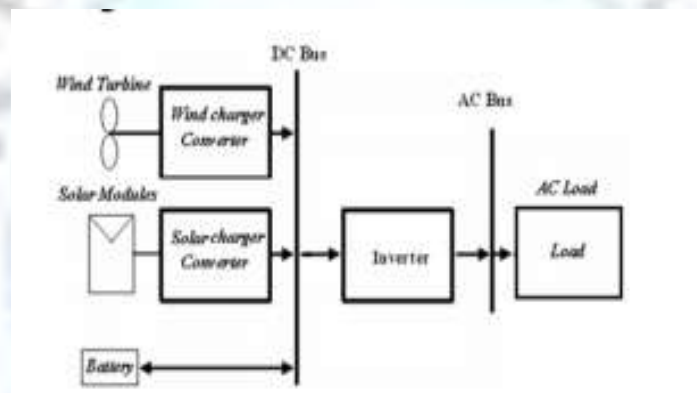 DC Bus
Wind Turbine
AC Bus
Wind charger
Converter
Solar Modules
AC Load
Solar charger
Converter
Inverter
Load
Battery